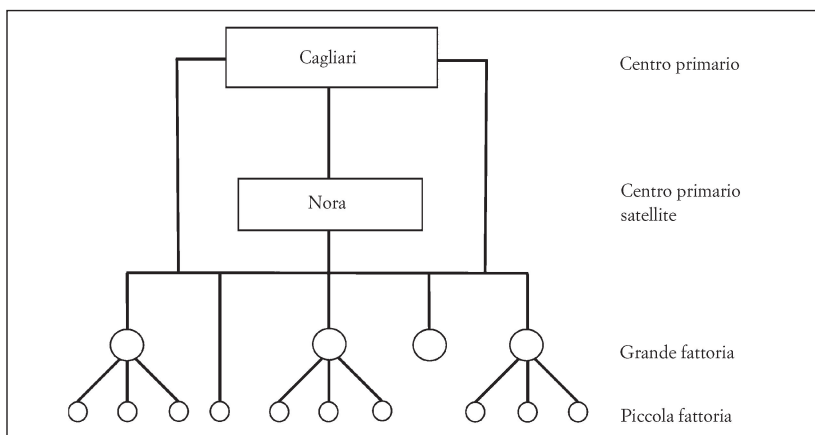 Cagliari
Centro primario
Nora
Centro primario
satellite
Grande fattoria
Piccola fattoria